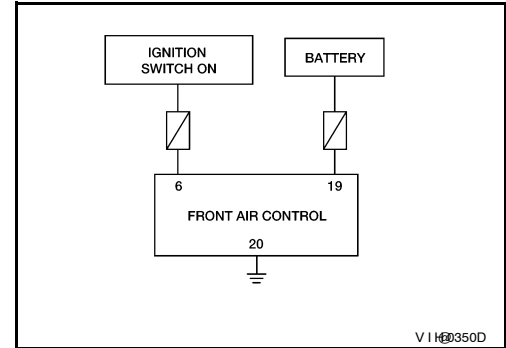 IGNITION
SWITCH ON
BATTERY
6
19
FRONT AIR CONTROL
20